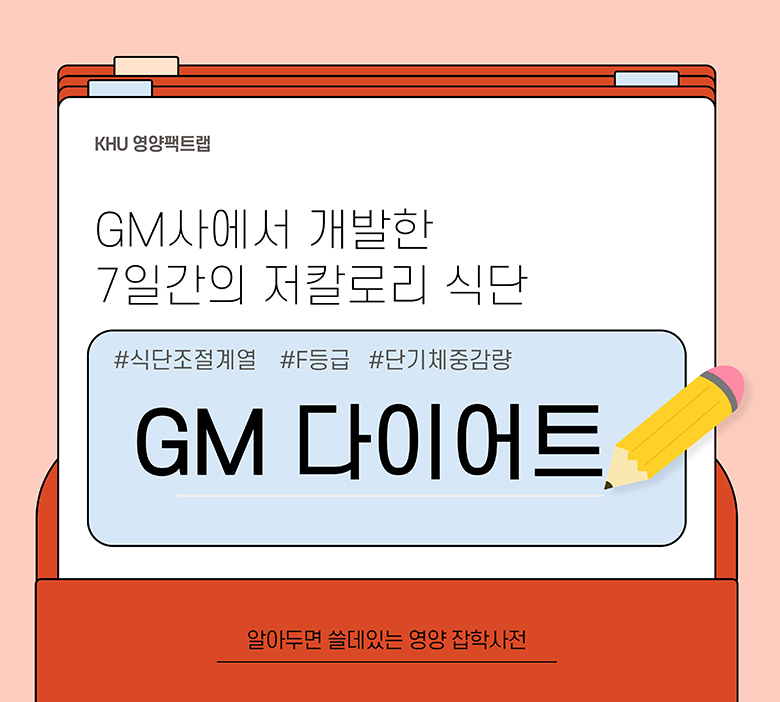 KHU 영양팩트랩
GM사에서 개발한
7일간의 저칼로리 식단
#식단조절계열 #F등급 #단기체중감량
GM 다이어트
알아두면 쓸데있는 영양 잡학사전